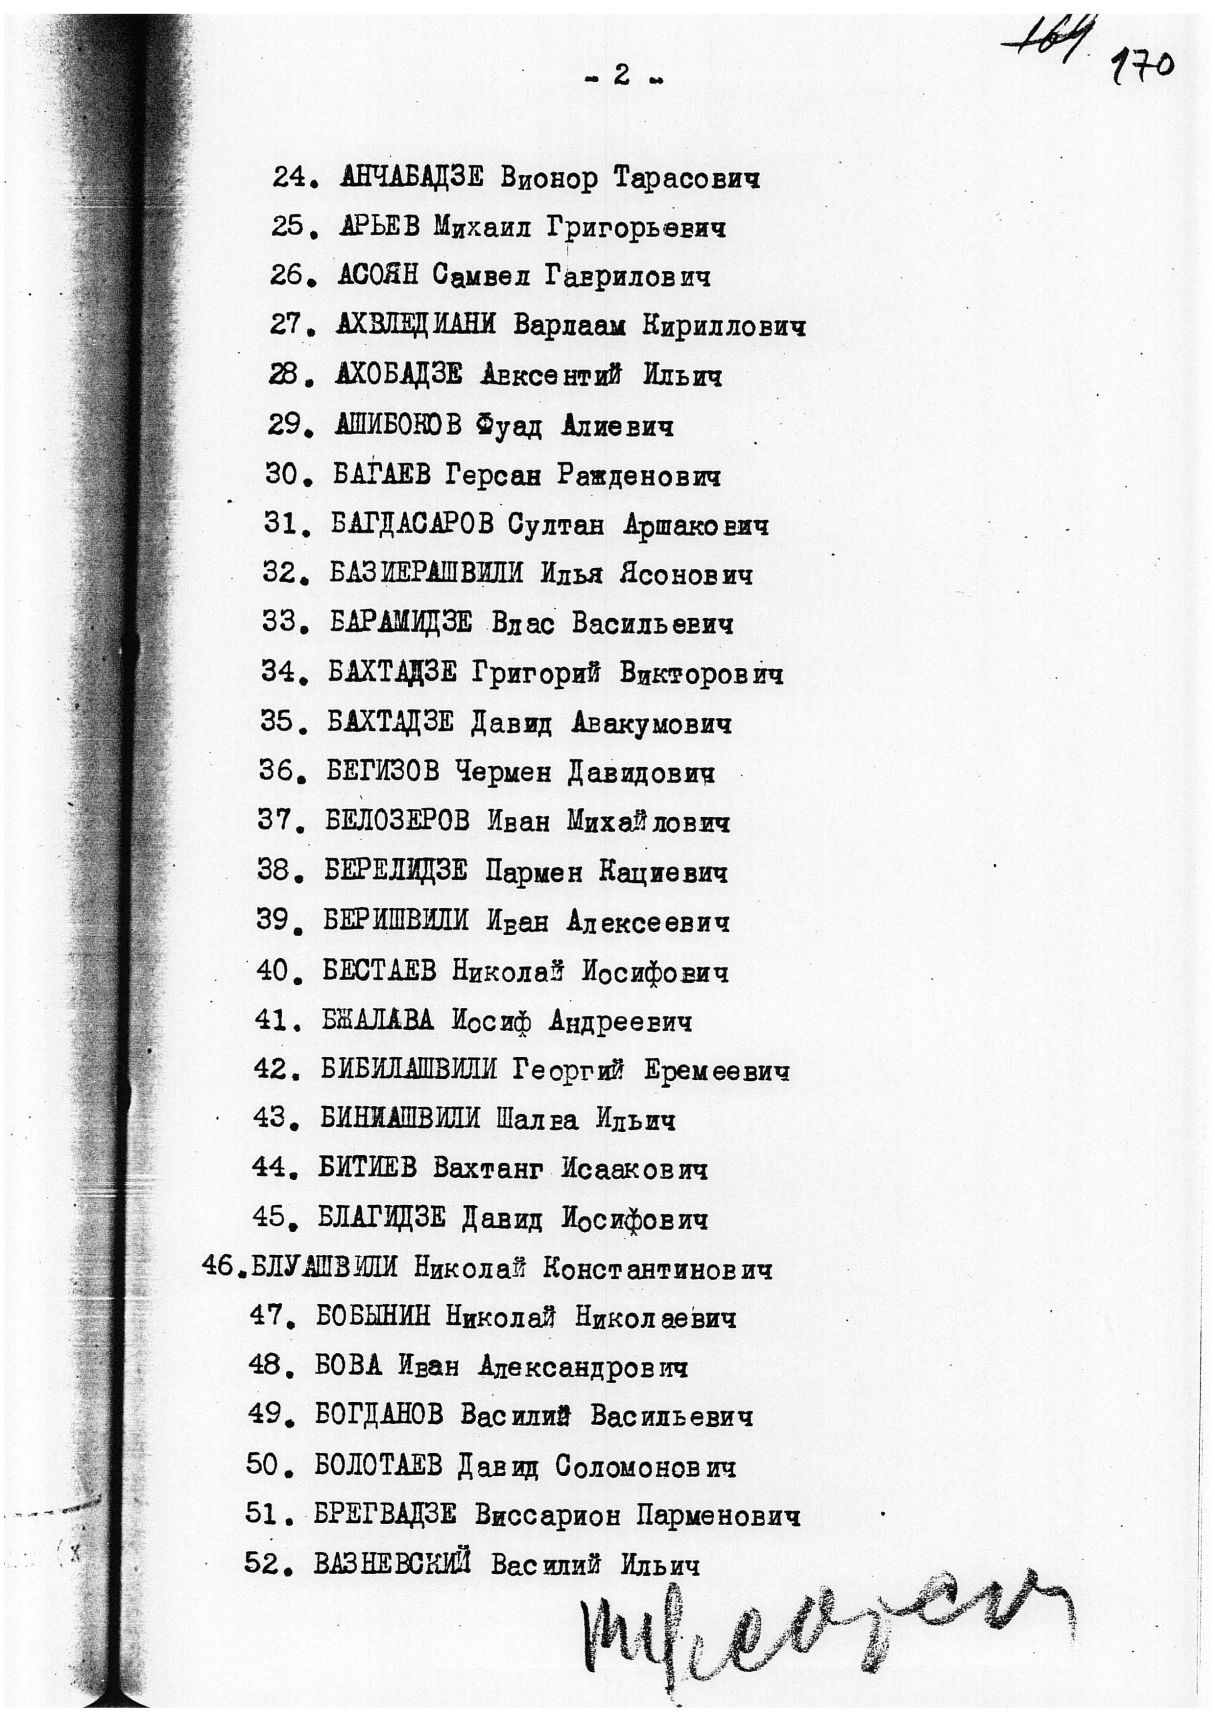 164 170
- 2 -
24. АНЧАБАДЗЕ Вионор Тарасович
25. АРЬЕВ Михаил Григорьевич
26. АСОЯН Самвел Гаврилович
27. АХВЛЕДИАНИ Варлаам Кириллович
28. АХОБАДЗЕ Авксентий Ильич
29. АШИБОКОВ Фуад Алиевич
30. БАГАЕВ Герсан Ражденович
31. БАГДАСАРОВ Султан Аршакович
32. БАЗИЕРАШВИЛИ Илья Ясонович
33. БАРАМИДЗЕ Влас Васильевич
34. БАХТАДЗЕ Григорий Викторович
35. БАХТАДЗЕ Давид Авакумович
36. БЕГИЗОВ Чермен Давидович
37. БЕЛОЗЕРОВ Иван Михайлович
38. БЕРЕЛИДЗЕ Пармен Кациевич
39. БЕРИШВИЛИ Иван Алексеевич
40. БЕСТАЕВ Николай Иосифович
41. БЖАЛАВА Иосиф Андреевич
42. БИБИЛАШВИЛИ Георгий Еремеевич
43. БИНИАШВИЛИ Шалва Ильич
44. БИТИЕВ Вахтанг Исаакович
45. БЛАГИДЗЕ Давид Иосифович
46.БЛУАШВИЛИ Николай Константинович
47. БОБЫНИН Николай Николаевич
48. БОВА Иван Александрович
49. БОГДАНОВ Василий Васильевич
50. БОЛОТАЕВ Давид Соломонович
51. БРЕГВАДЗЕ Виссарион Парменович
52. ВАЗНЕВСКИЙ Василий Ильич